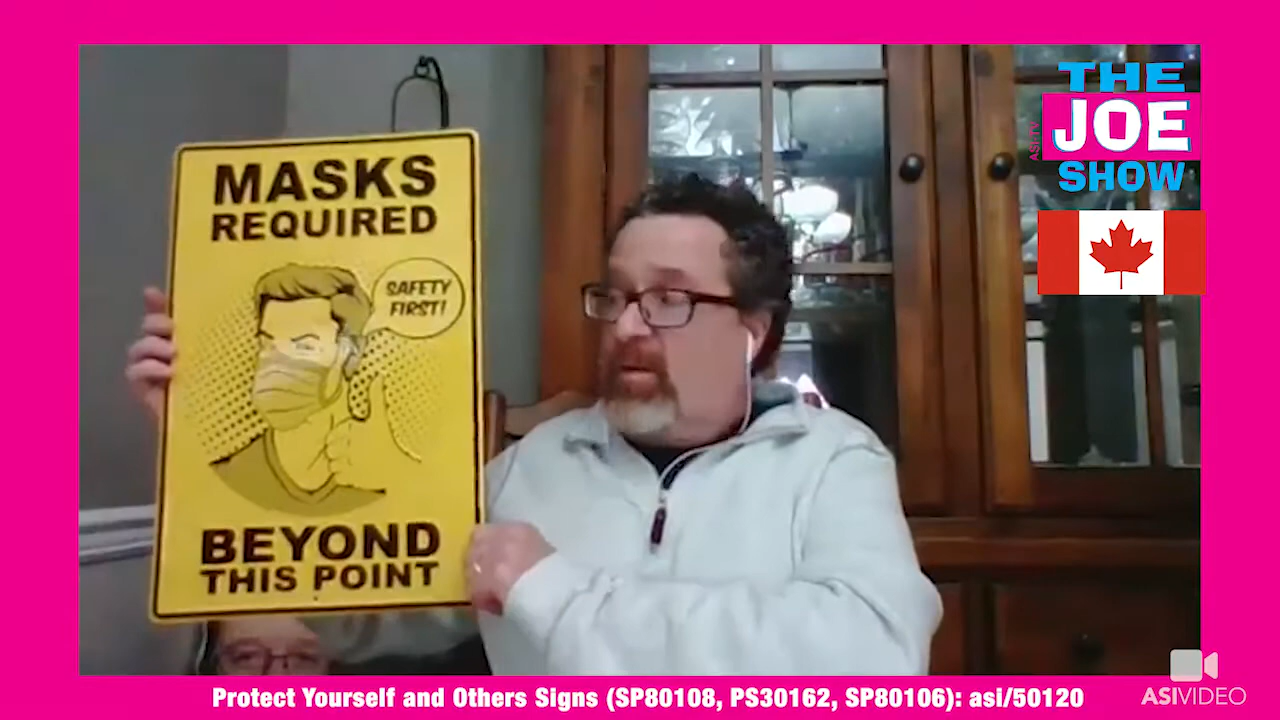 MASKS
REQUIRED
SAFETY
FIRST!
BEYOND
THIS POINT
THE
ASI-TV
JOE
SHOW
Protect Yourself and Others Signs (SP80108, PS30162, SP80106): asi/50120
ASIVIDEO